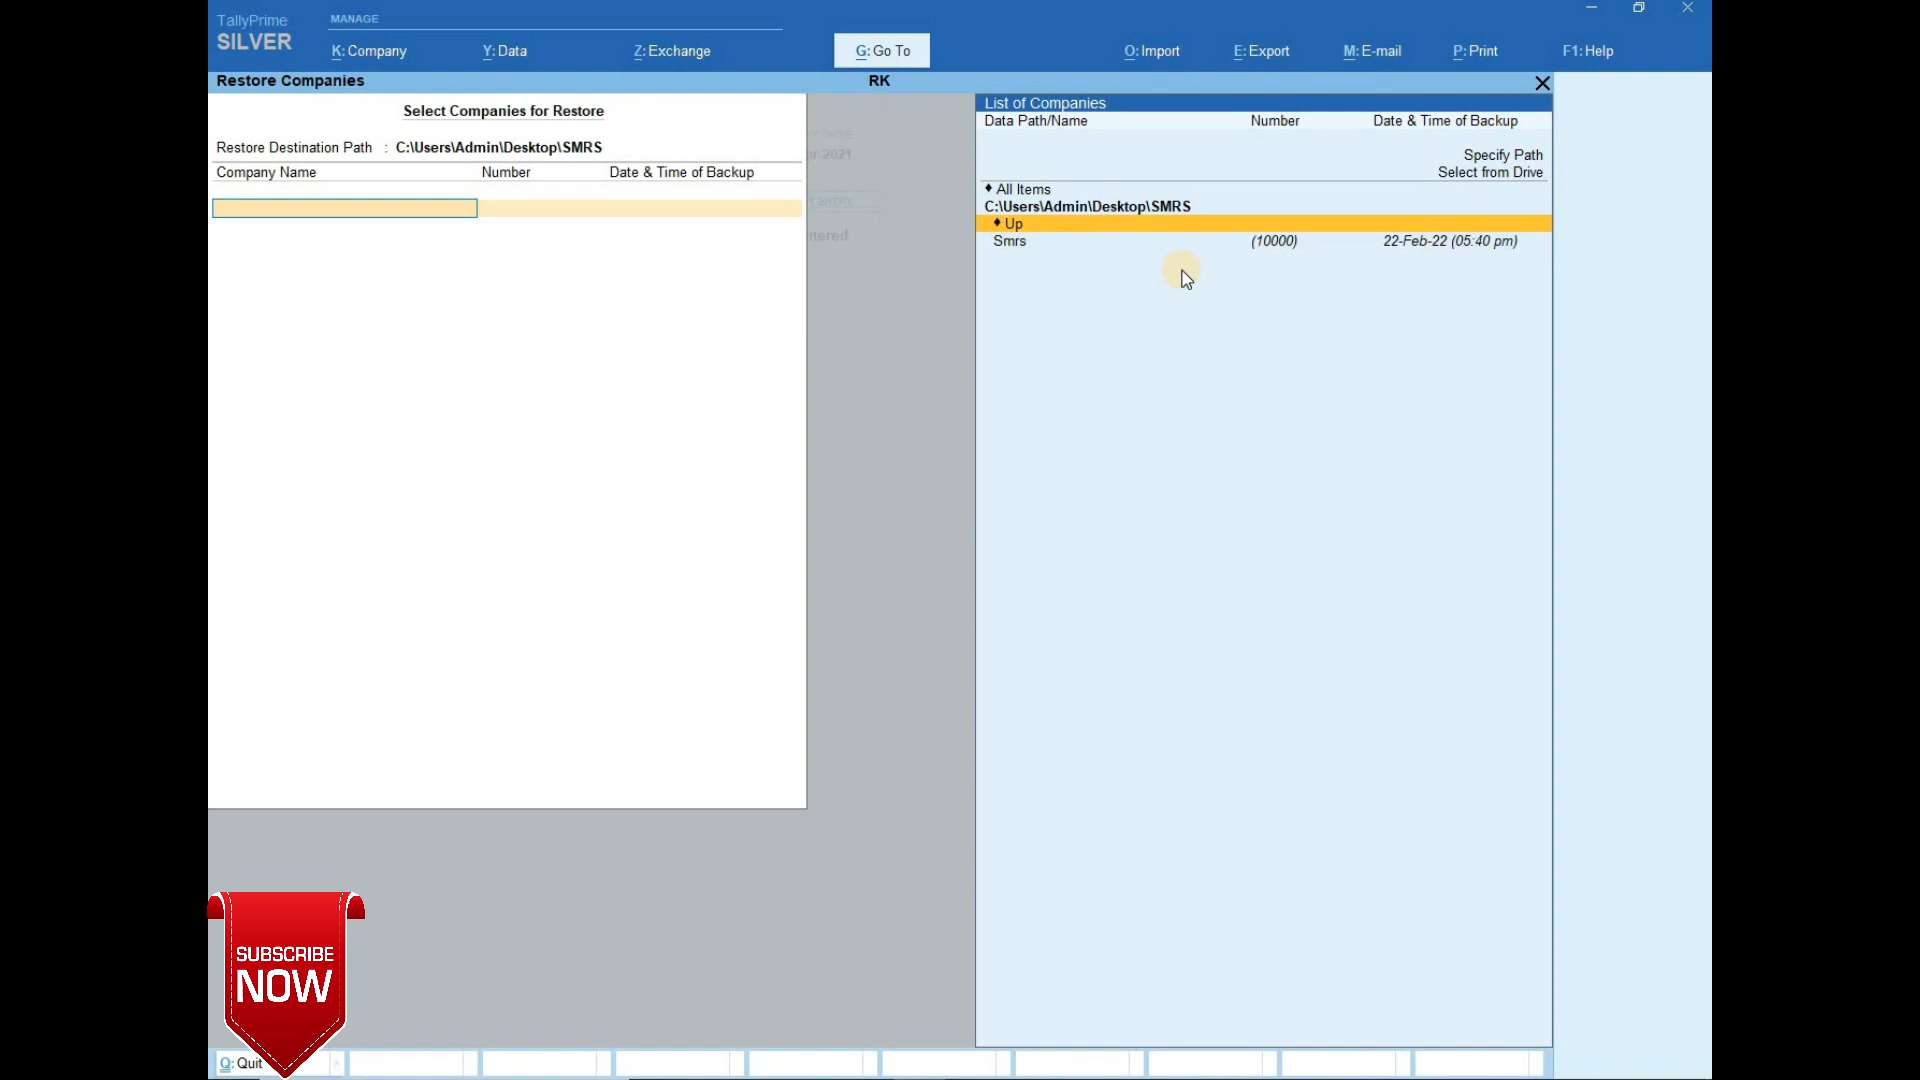 TallyPrime
SILVER
MANAGE
K: Company
Y: Data
Z: Exchange
G: Go To
O: Import
E: Export
M: E-mail
P: Print
F1: Help
Restore Companies
RK
Select Companies for Restore
Restore Destination Path : C:\Users\Admin\Desktop\SMRS
Company Name Number Date & Time of Backup
List of Companies
Data Path/Name Number Date & Time of Backup
Specify Path
Select from Drive
♦ All Items
C:\Users\Admin\Desktop\SMRS
♦ Up
Smrs (10000) 22-Feb-22 (05:40 pm)
SUBSCRIBE
NOW
Q: Quit